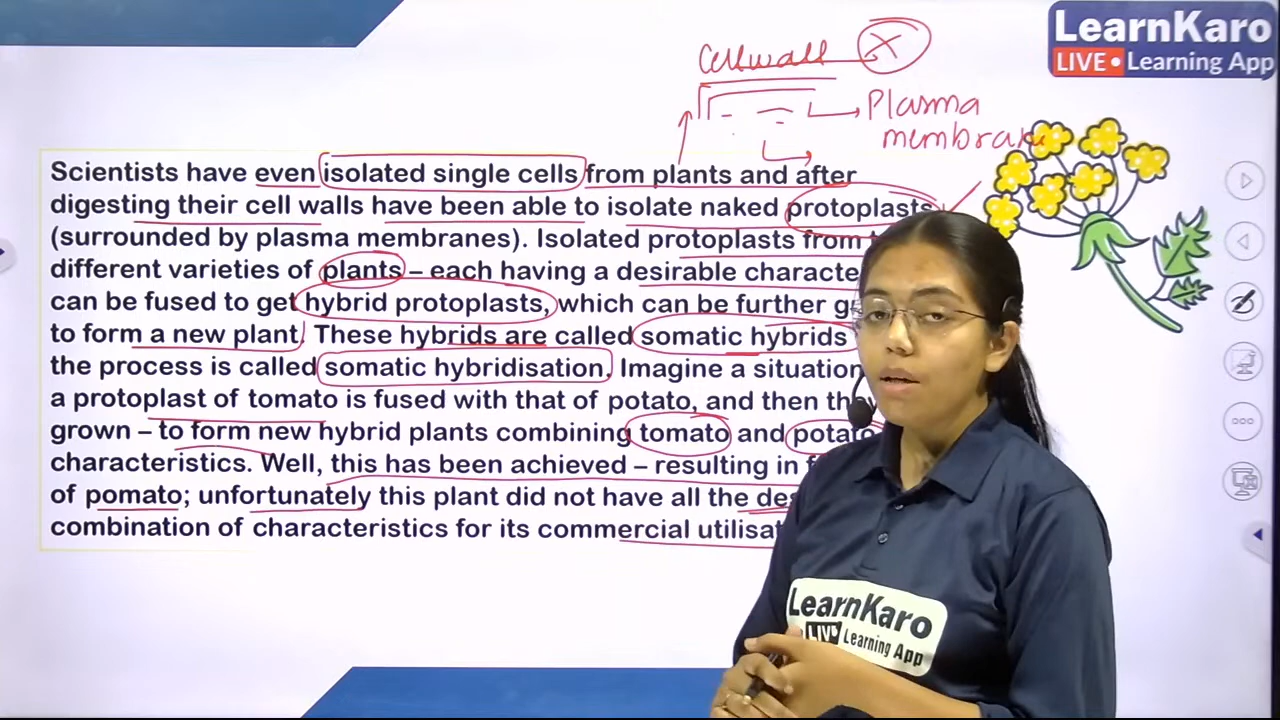 LearnKaro
LIVE • Learning App
Cell wall X
Plasma
membrane
Scientists have even isolated single cells from plants and after
digesting their cell walls have been able to isolate naked protoplasts
(surrounded by plasma membranes). Isolated protoplasts from
different varieties of plants – each having a desirable
can be fused to get hybrid protoplasts, which can be further
to form a new plant. These hybrids are called somatic hybrids
the process is called somatic hybridisation. Imagine a situation
a protoplast of tomato is fused with that of potato, and then they
grown – to form new hybrid plants combining tomato and potato
characteristics. Well, this has been achieved – resulting in
of pomato; unfortunately this plant did not have all the
combination of characteristics for its commercial
LearnKaro
LIVE Learning App